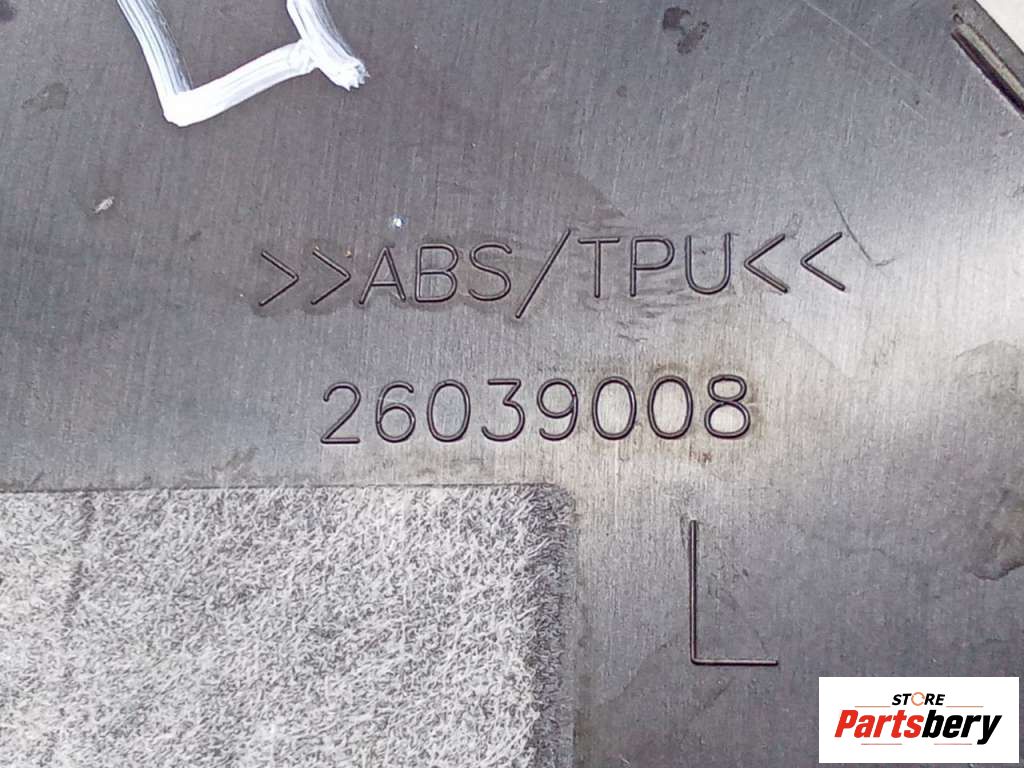 >>ABS/TPU<<
26039008
L
STORE
Partsbery